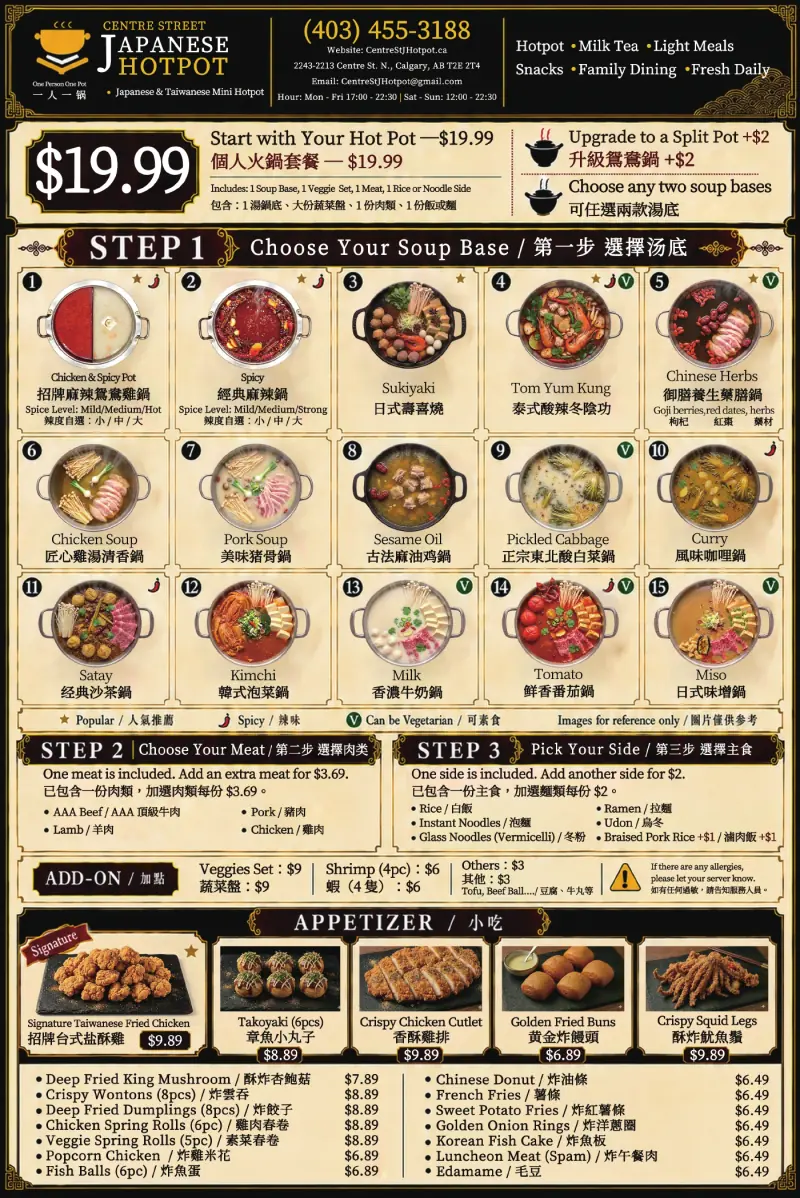 CENTRE STREET
JAPANESE
HOTPOT
One Person One Pot
一人一锅
• Japanese & Taiwanese Mini Hotpot
(403) 455-3188
Website: CentreStJHotpot.ca
2243-2213 Centre St. N., Calgary, AB T2E 2T4
Email: CentreStJHotpot@gmail.com
Hour: Mon - Fri 17:00 - 22:30 | Sat - Sun: 12:00 - 22:30
Hotpot • Milk Tea • Light Meals
Snacks • Family Dining • Fresh Daily
$19.99
Start with Your Hot Pot —$19.99
個人火鍋套餐 — $19.99
Includes: 1 Soup Base, 1 Veggie Set, 1 Meat, 1 Rice or Noodle Side
包含：1 湯鍋底、大份蔬菜盤、1 份肉類、1 份飯或麵
Upgrade to a Split Pot +$2
升級鴛鴦鍋 +$2
Choose any two soup bases
可任選兩款湯底
STEP 1 Choose Your Soup Base / 第一步 選擇汤底
1
Chicken & Spicy Pot
招牌麻辣鴛鴦雞鍋
Spice Level: Mild/Medium/Hot
辣度自選：小 / 中 / 大
2
Spicy
經典麻辣鍋
Spice Level: Mild/Medium/Strong
辣度自選：小 / 中 / 大
3
Sukiyaki
日式壽喜燒
4
V
Tom Yum Kung
泰式酸辣冬陰功
5
V
Chinese Herbs
御膳養生藥膳鍋
Goji berries,red dates, herbs
枸杞 紅棗 藥材
6
Chicken Soup
匠心雞湯清香鍋
7
Pork Soup
美味猪骨鍋
8
Sesame Oil
古法麻油鸡鍋
9
V
Pickled Cabbage
正宗東北酸白菜鍋
10
Curry
風味咖哩鍋
11
Satay
经典沙茶鍋
12
Kimchi
韓式泡菜鍋
13
V
Milk
香濃牛奶鍋
14
V
Tomato
鲜香番茄鍋
15
V
Miso
日式味增鍋
Popular / 人氣推薦
Spicy / 辣味
V Can be Vegetarian / 可素食
Images for reference only / 圖片僅供參考
STEP 2 | Choose Your Meat / 第二步 選擇肉类
One meat is included. Add an extra meat for $3.69.
已包含一份肉類，加選肉類每份 $3.69。
• AAA Beef / AAA 頂級牛肉
• Pork / 豬肉
• Lamb / 羊肉
• Chicken / 雞肉
STEP 3 Pick Your Side / 第三步 選擇主食
One side is included. Add another side for $2.
已包含一份主食，加選麵類每份 $2。
• Rice / 白飯
• Ramen / 拉麵
• Instant Noodles / 泡麵
• Udon / 烏冬
• Glass Noodles (Vermicelli) / 冬粉
• Braised Pork Rice +$1 / 滷肉飯 +$1
ADD-ON / 加點
Veggies Set：$9
蔬菜盤：$9
Shrimp (4pc)：$6
蝦（4 隻）：$6
Others：$3
其他：$3
Tofu, Beef Ball..../ 豆腐、牛丸等
If there are any allergies,
please let your server know.
如有任何過敏，請告知服務人員。
APPETIZER / 小吃
Signature
Signature Taiwanese Fried Chicken
招牌台式盐酥雞 $9.89
Takoyaki (6pcs)
章魚小丸子
$8.89
Crispy Chicken Cutlet
香酥雞排
$9.89
Golden Fried Buns
黄金炸饅頭
$6.89
Crispy Squid Legs
酥炸魷魚鬚
$9.89
• Deep Fried King Mushroom / 酥炸杏鲍菇 $7.89
• Crispy Wontons (8pcs) / 炸雲吞 $8.89
• Deep Fried Dumplings (8pcs) / 炸餃子 $8.89
• Chicken Spring Rolls (6pc) / 雞肉春卷 $8.89
• Veggie Spring Rolls (5pc) / 素菜春卷 $8.89
• Popcorn Chicken / 炸雞米花 $6.89
• Fish Balls (6pc) / 炸魚蛋 $6.89
• Chinese Donut / 炸油條 $6.49
• French Fries / 薯條 $6.49
• Sweet Potato Fries / 炸紅薯條 $6.49
• Golden Onion Rings / 炸洋蔥圈 $6.49
• Korean Fish Cake / 炸魚板 $6.49
• Luncheon Meat (Spam) / 炸午餐肉 $6.49
• Edamame / 毛豆 $6.49